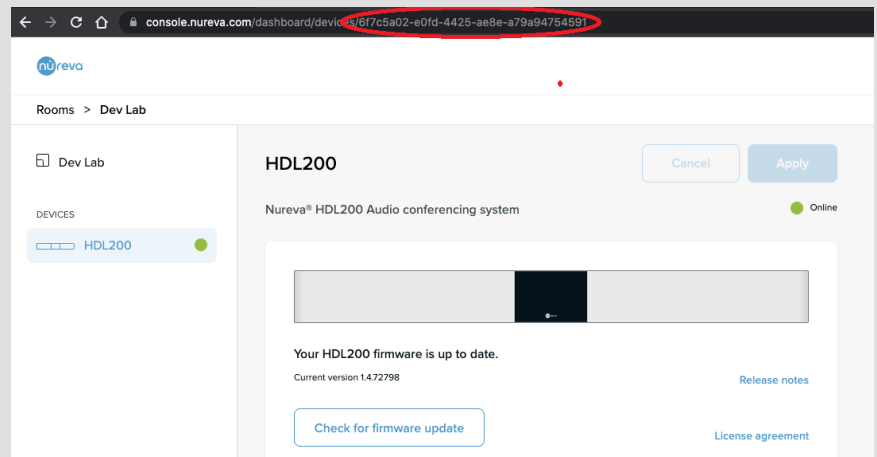 console.nureva.com/dashboard/devices/6f7c5a02-e0fd-4425-ae8e-a79a94754591
nureva
Rooms > Dev Lab
Dev Lab
DEVICES
HDL200
HDL200
Cancel
Apply
Nureva® HDL200 Audio conferencing system
Online
Your HDL200 firmware is up to date.
Current version 1.4.72798
Release notes
Check for firmware update
License agreement